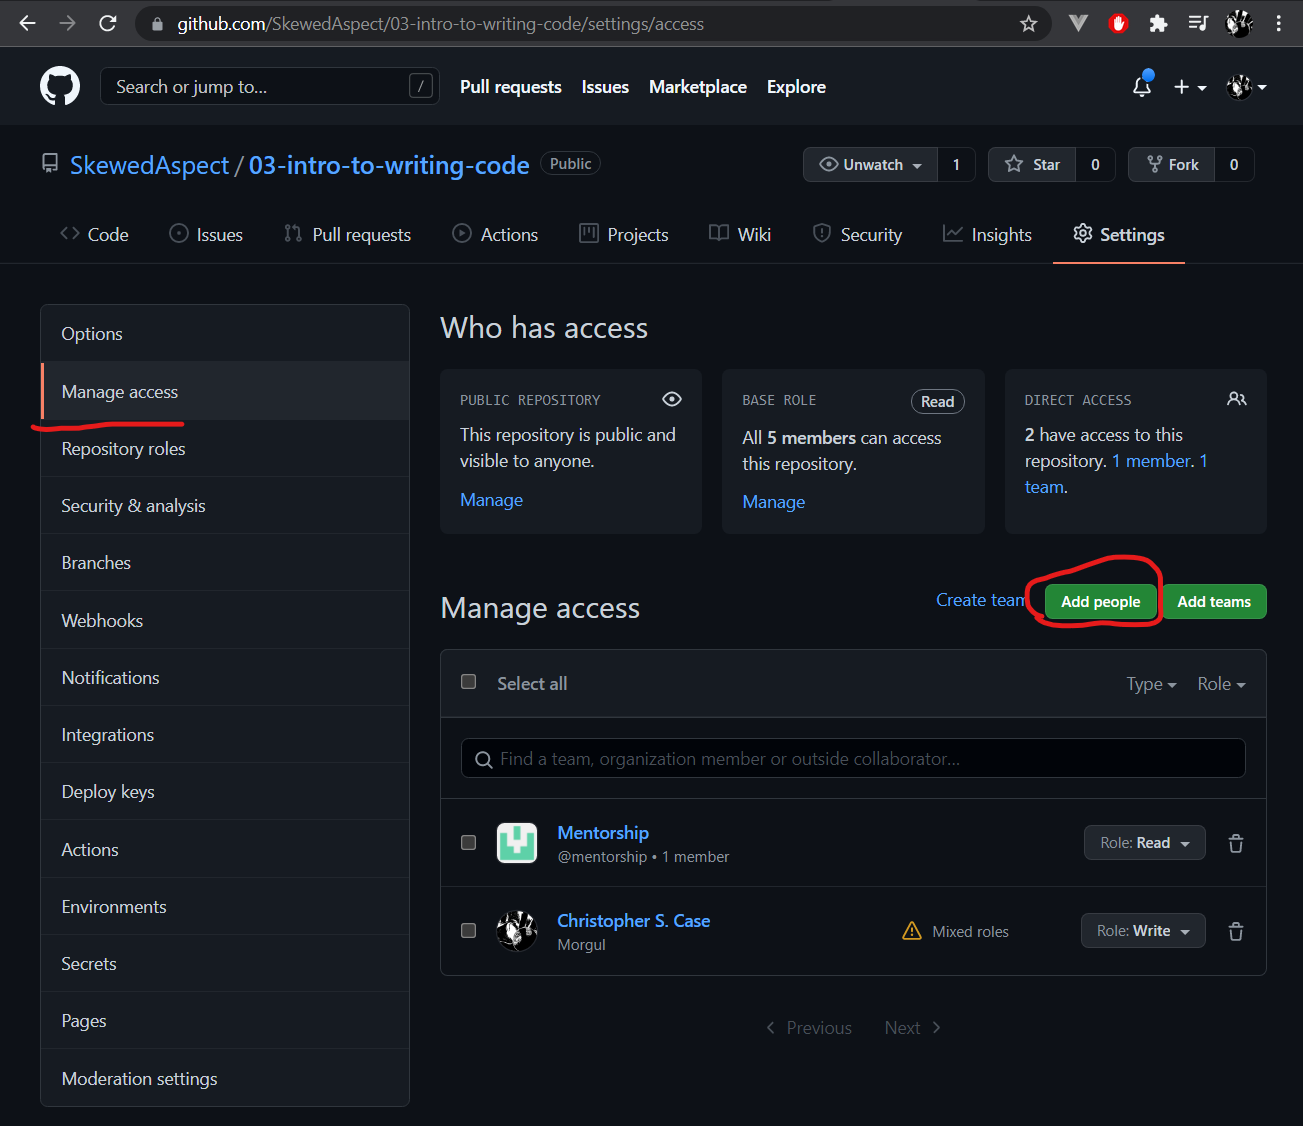 github.com/SkewedAspect/03-intro-to-writing-code/settings/access
Search or jump to... / Pull requests Issues Marketplace Explore
SkewedAspect / 03-intro-to-writing-code Public Unwatch 1 Star 0 Fork 0
Code Issues Pull requests Actions Projects Wiki Security Insights Settings
Options
Manage access
Repository roles
Security & analysis
Branches
Webhooks
Notifications
Integrations
Deploy keys
Actions
Environments
Secrets
Pages
Moderation settings
Who has access
PUBLIC REPOSITORY
This repository is public and
visible to anyone.
Manage
BASE ROLE Read
All 5 members can access
this repository.
Manage
DIRECT ACCESS
2 have access to this
repository. 1 member. 1
team.
Manage access Create team Add people Add teams
Select all Type Role
Find a team, organization member or outside collaborator...
Mentorship
@mentorship • 1 member
Role: Read
Christopher S. Case
Morgul
Mixed roles Role: Write
Previous Next